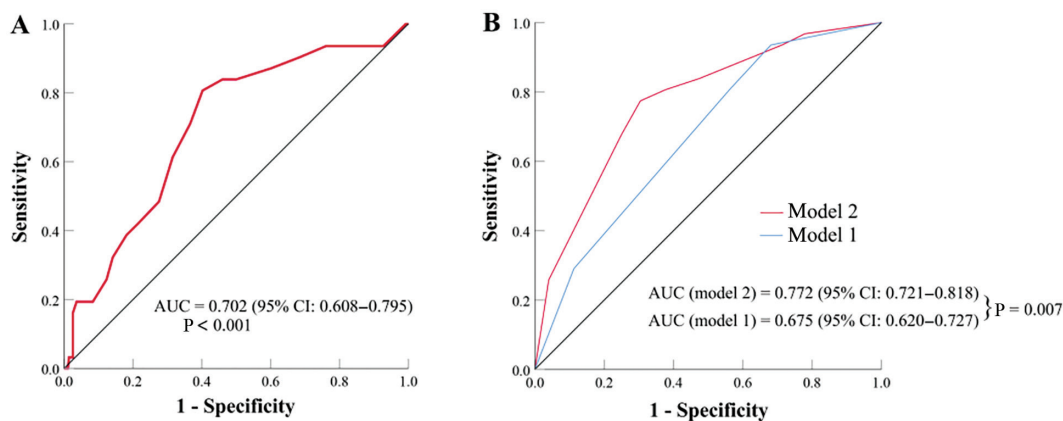 A
1.0
0.8
0.6
0.4
0.2
0.0
Sensitivity
AUC = 0.702 (95% CI: 0.608–0.795)
P < 0.001
0.0 0.2 0.4 0.6 0.8 1.0
1 - Specificity
B
1.0
0.8
0.6
0.4
0.2
0.0
Sensitivity
Model 2
Model 1
AUC (model 2) = 0.772 (95% CI: 0.721–0.818)
AUC (model 1) = 0.675 (95% CI: 0.620–0.727)
}P = 0.007
0.0 0.2 0.4 0.6 0.8 1.0
1 - Specificity